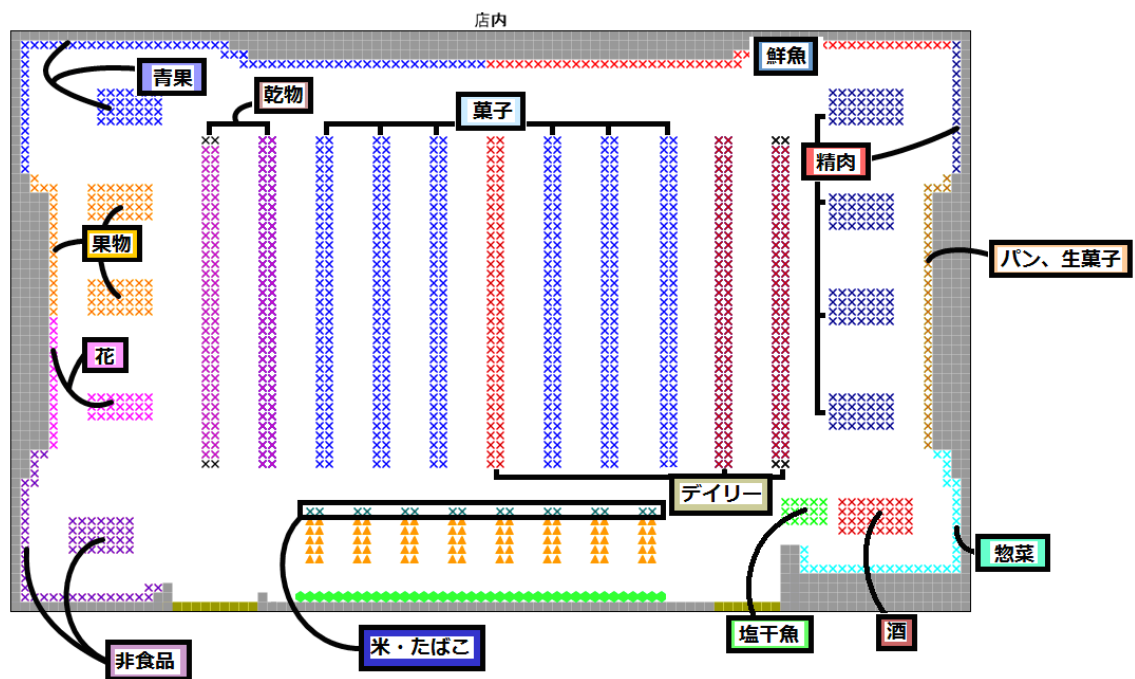 店内
鮮魚
青果
乾物
菓子
精肉
果物
パン、生菓子
花
デイリー
惣菜
塩干魚
酒
米・たばこ
非食品